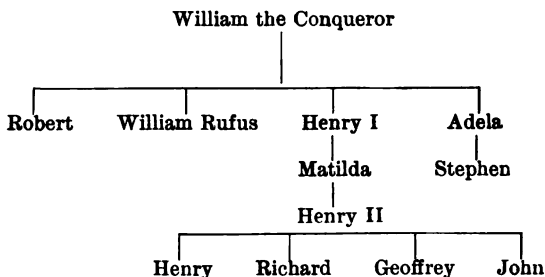 William the Conqueror
Robert William Rufus Henry I Adela
Matilda Stephen
Henry II
Henry Richard Geoffrey John